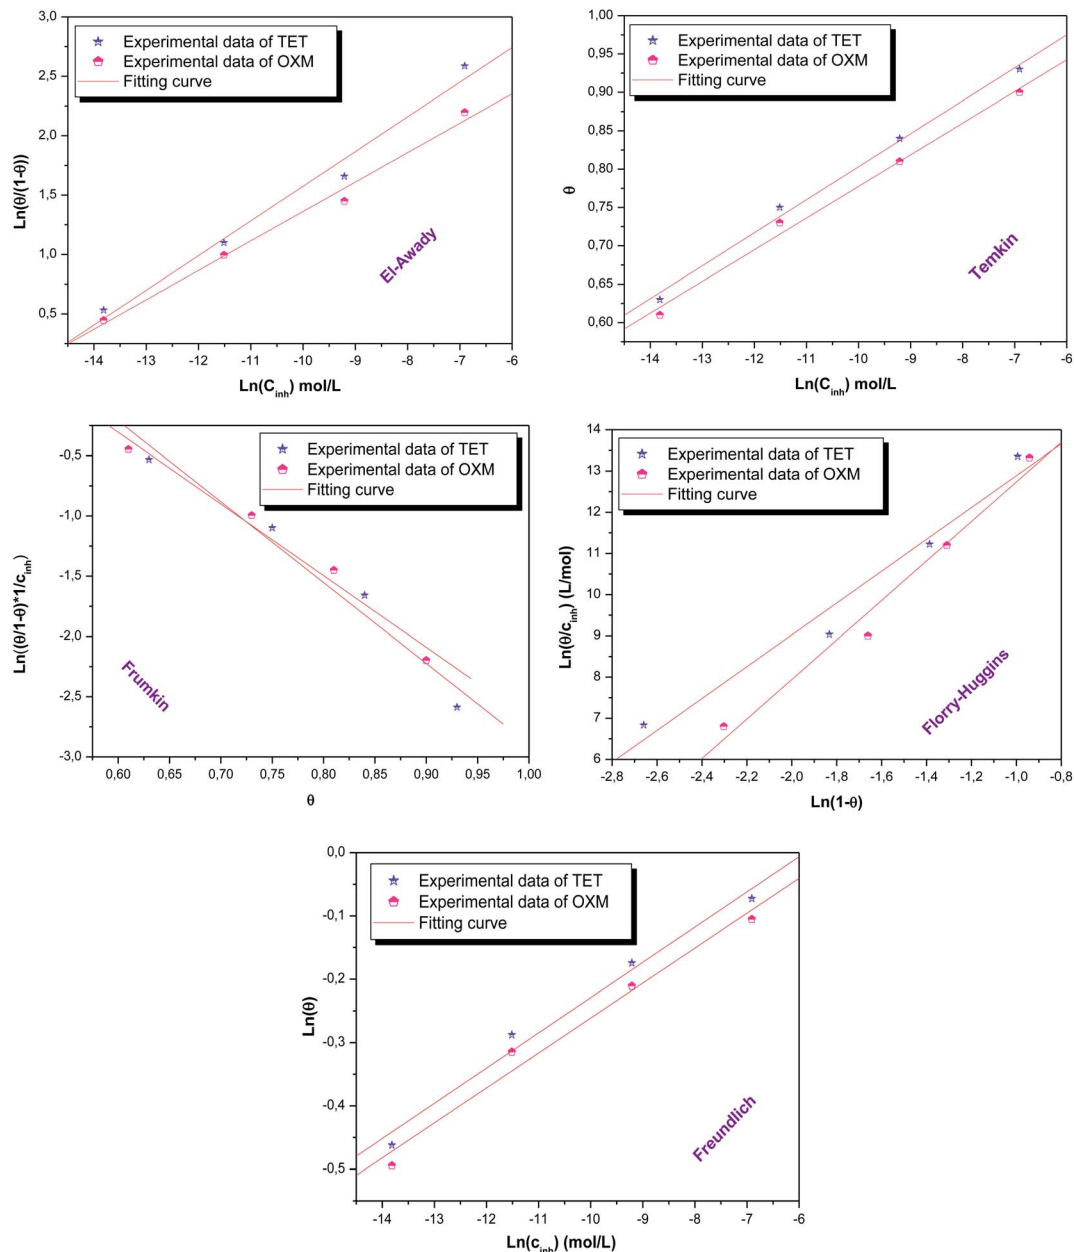 3,0
2,5
2,0
1,5
1,0
0,5
Ln(θ/(1-θ))
Experimental data of TET
Experimental data of OXM
Fitting curve
El-Awady
-14 -13 -12 -11 -10 -9 -8 -7 -6
Ln(C_inh) mol/L
1,00
0,95
0,90
0,85
0,80
0,75
0,70
0,65
0,60
θ
Experimental data of TET
Experimental data of OXM
Fitting curve
Temkin
-14 -13 -12 -11 -10 -9 -8 -7 -6
Ln(C_inh) mol/L
-0,5
-1,0
-1,5
-2,0
-2,5
-3,0
Ln((θ/1-θ)*1/c_inh)
Experimental data of TET
Experimental data of OXM
Fitting curve
Frumkin
0,60 0,65 0,70 0,75 0,80 0,85 0,90 0,95 1,00
θ
14
13
12
11
10
9
8
7
6
Ln(θ/c_inh) (L/mol)
Experimental data of TET
Experimental data of OXM
Fitting curve
Florry-Huggins
-2,8 -2,6 -2,4 -2,2 -2,0 -1,8 -1,6 -1,4 -1,2 -1,0 -0,8
Ln(1-θ)
0,0
-0,1
-0,2
-0,3
-0,4
-0,5
Ln(θ)
Experimental data of TET
Experimental data of OXM
Fitting curve
Freundlich
-14 -13 -12 -11 -10 -9 -8 -7 -6
Ln(c_inh) (mol/L)